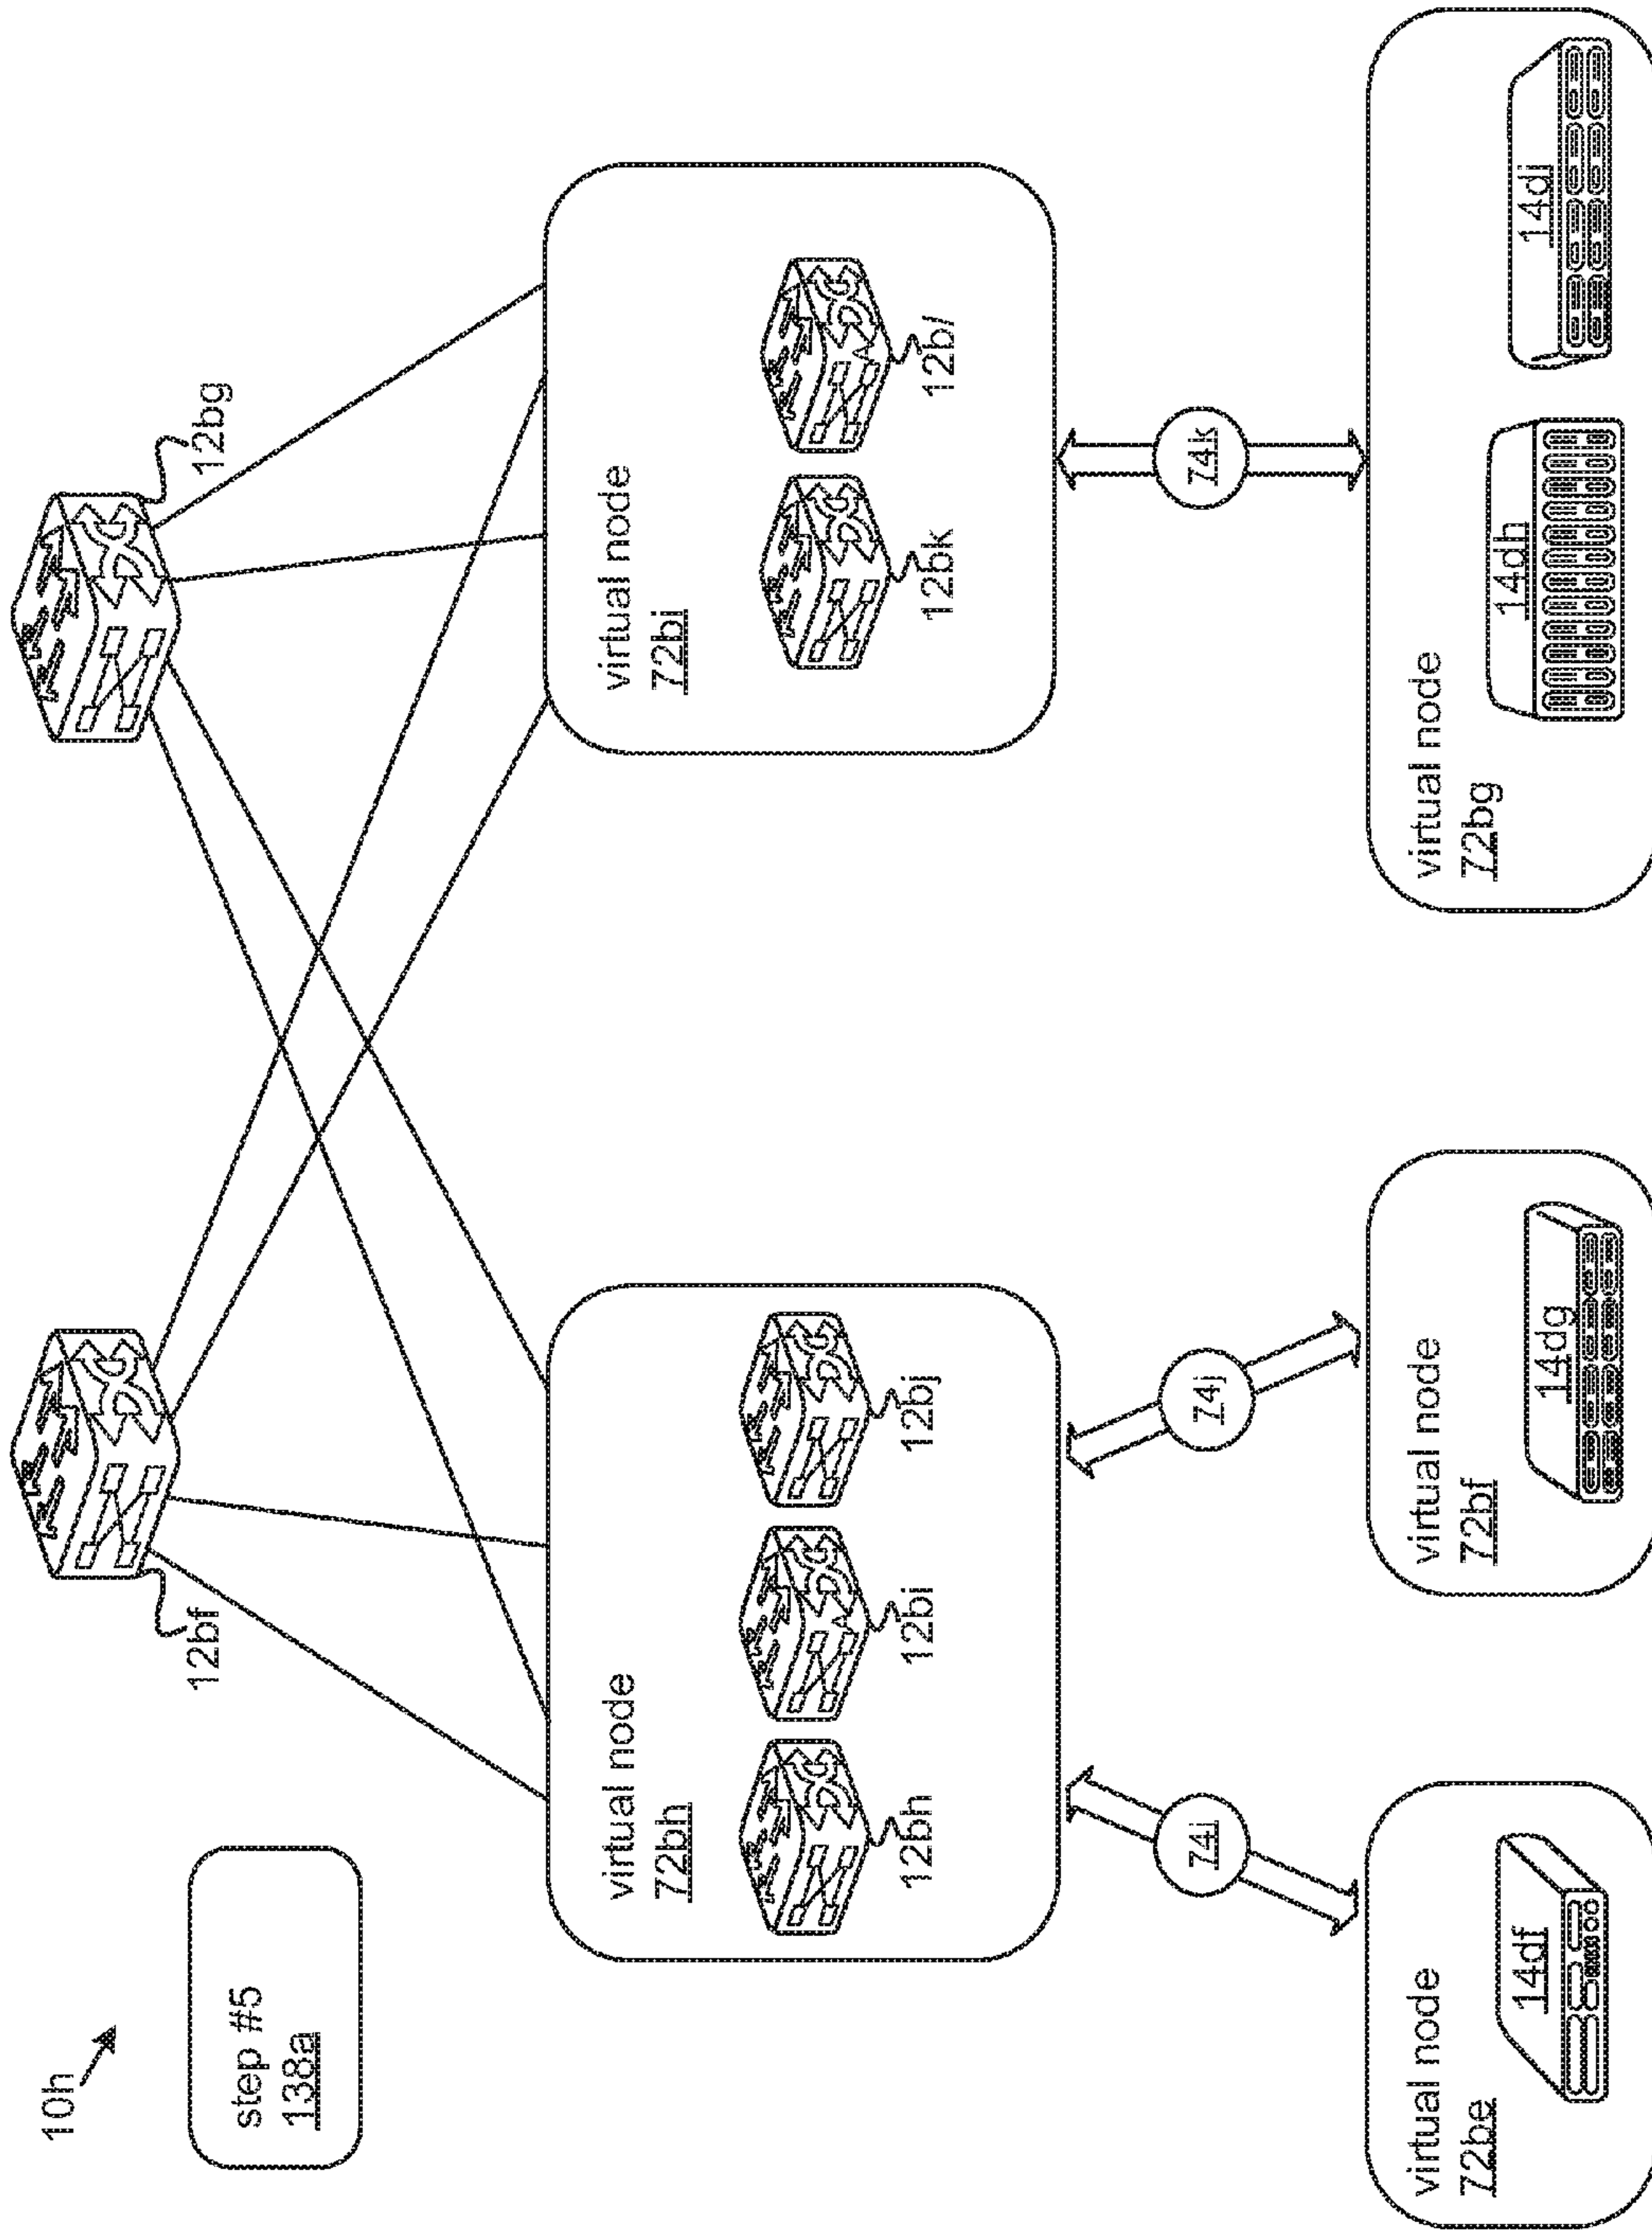 10h
step #5
138a
12bf
12bg
virtual node
72bh
12bh
12bi
12bj
virtual node
72bi
12bk
12bl
74i
74j
74k
virtual node
72be
14df
virtual node
72bf
14dg
virtual node
72bg
14dh
14di